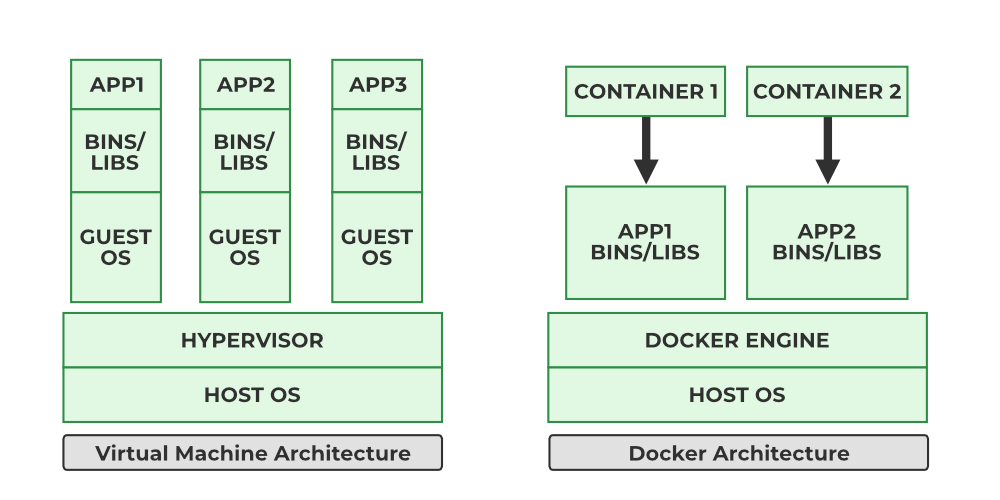 APP1
BINS/
LIBS
GUEST
OS
APP2
BINS/
LIBS
GUEST
OS
APP3
BINS/
LIBS
GUEST
OS
HYPERVISOR
HOST OS
Virtual Machine Architecture
CONTAINER 1
APP1
BINS/LIBS
CONTAINER 2
APP2
BINS/LIBS
DOCKER ENGINE
HOST OS
Docker Architecture